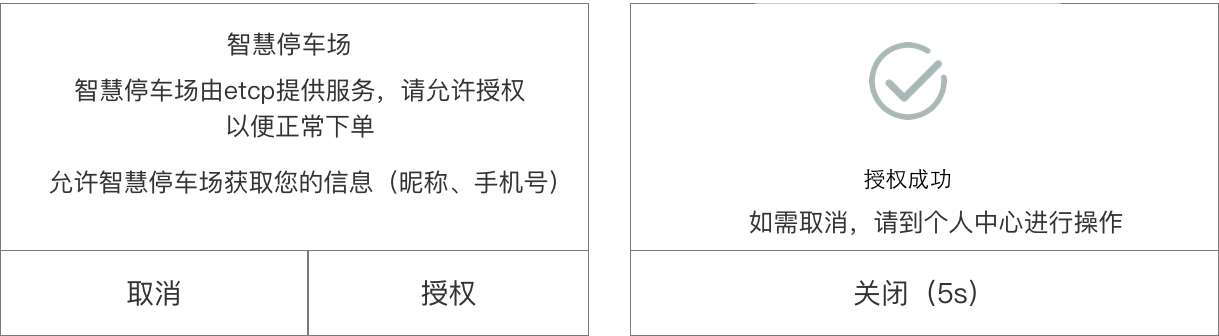 智慧停车场
智慧停车场由etcp提供服务，请允许授权
以便正常下单
允许智慧停车场获取您的信息（昵称、手机号）
取消
授权
授权成功
如需取消，请到个人中心进行操作
关闭（5s）